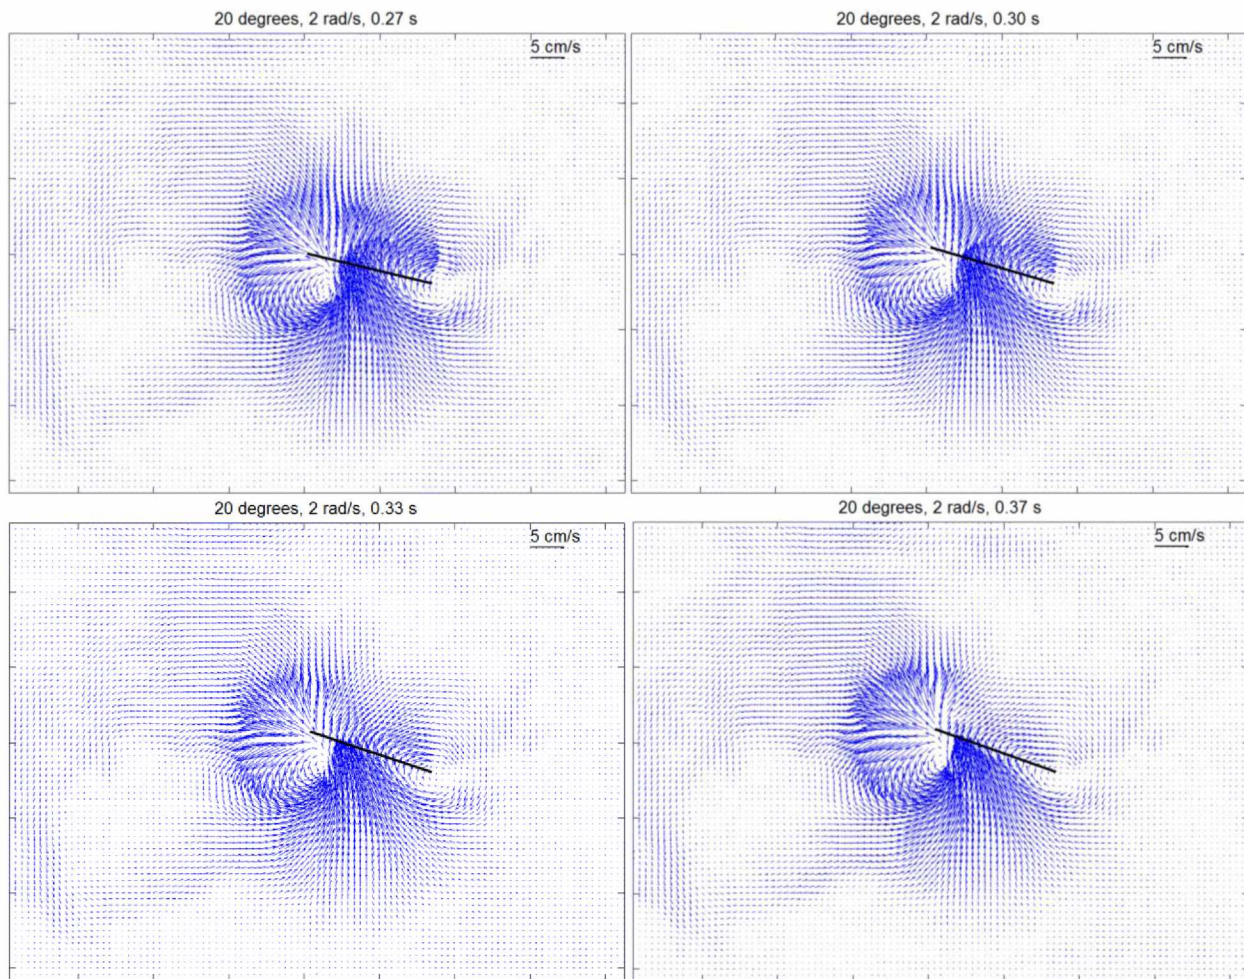 20 degrees, 2 rad/s, 0.27 s
5 cm/s
20 degrees, 2 rad/s, 0.30 s
5 cm/s
20 degrees, 2 rad/s, 0.33 s
5 cm/s
20 degrees, 2 rad/s, 0.37 s
5 cm/s